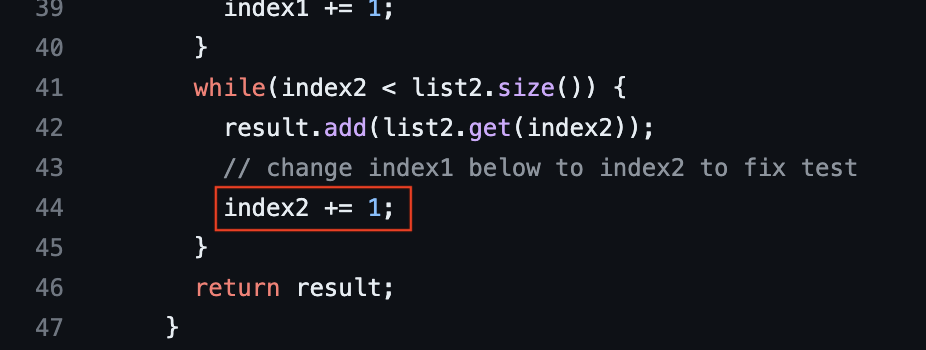 39 index1 += 1;
40 }
41 while(index2 < list2.size()) {
42 result.add(list2.get(index2));
43 // change index1 below to index2 to fix test
44 index2 += 1;
45 }
46 return result;
47 }